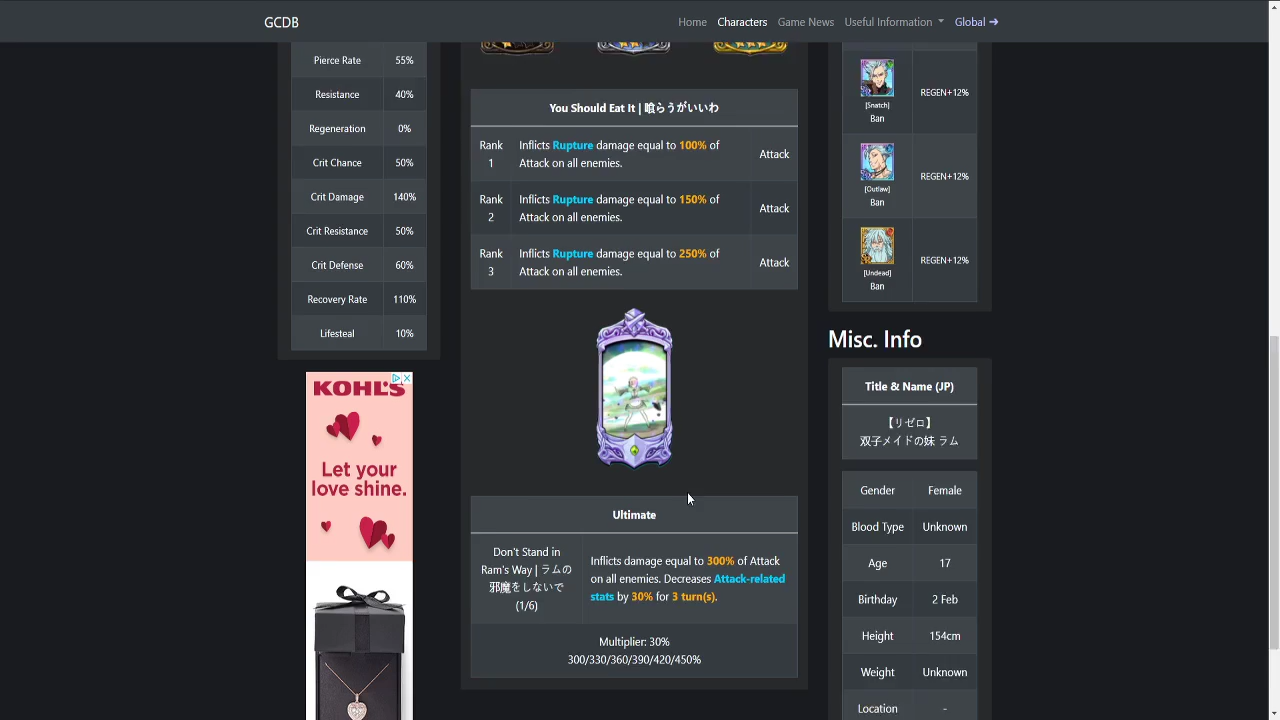 GCDB
Home Characters Game News Useful Information Global →
Pierce Rate 55%
Resistance 40%
Regeneration 0%
Crit Chance 50%
Crit Damage 140%
Crit Resistance 50%
Crit Defense 60%
Recovery Rate 110%
Lifesteal 10%
KOHL'S
Let your
love shine.
You Should Eat It | 喰らうがいいわ
Rank
1
Inflicts Rupture damage equal to 100% of
Attack on all enemies.
Attack
Rank
2
Inflicts Rupture damage equal to 150% of
Attack on all enemies.
Attack
Rank
3
Inflicts Rupture damage equal to 250% of
Attack on all enemies.
Attack
Ultimate
Don't Stand in
Ram's Way | ラムの
邪魔をしないで
(1/6)
Inflicts damage equal to 300% of Attack
on all enemies. Decreases Attack-related
stats by 30% for 3 turn(s).
Multiplier: 30%
300/330/360/390/420/450%
[Snatch]
Ban
REGEN+12%
[Outlaw]
Ban
REGEN+12%
[Undead]
Ban
REGEN+12%
Misc. Info
Title & Name (JP)
【リゼロ】
双子メイドの妹 ラム
Gender Female
Blood Type Unknown
Age 17
Birthday 2 Feb
Height 154cm
Weight Unknown
Location -